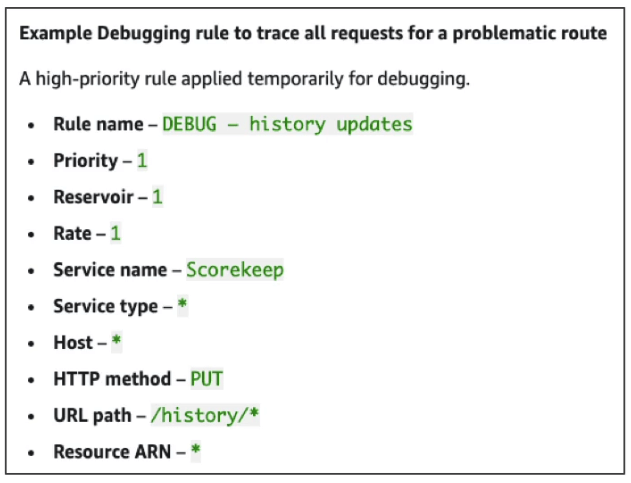 Example Debugging rule to trace all requests for a problematic route
A high-priority rule applied temporarily for debugging.
• Rule name – DEBUG – history updates
• Priority – 1
• Reservoir – 1
• Rate – 1
• Service name – Scorekeep
• Service type – *
• Host – *
• HTTP method – PUT
• URL path – /history/*
• Resource ARN – *